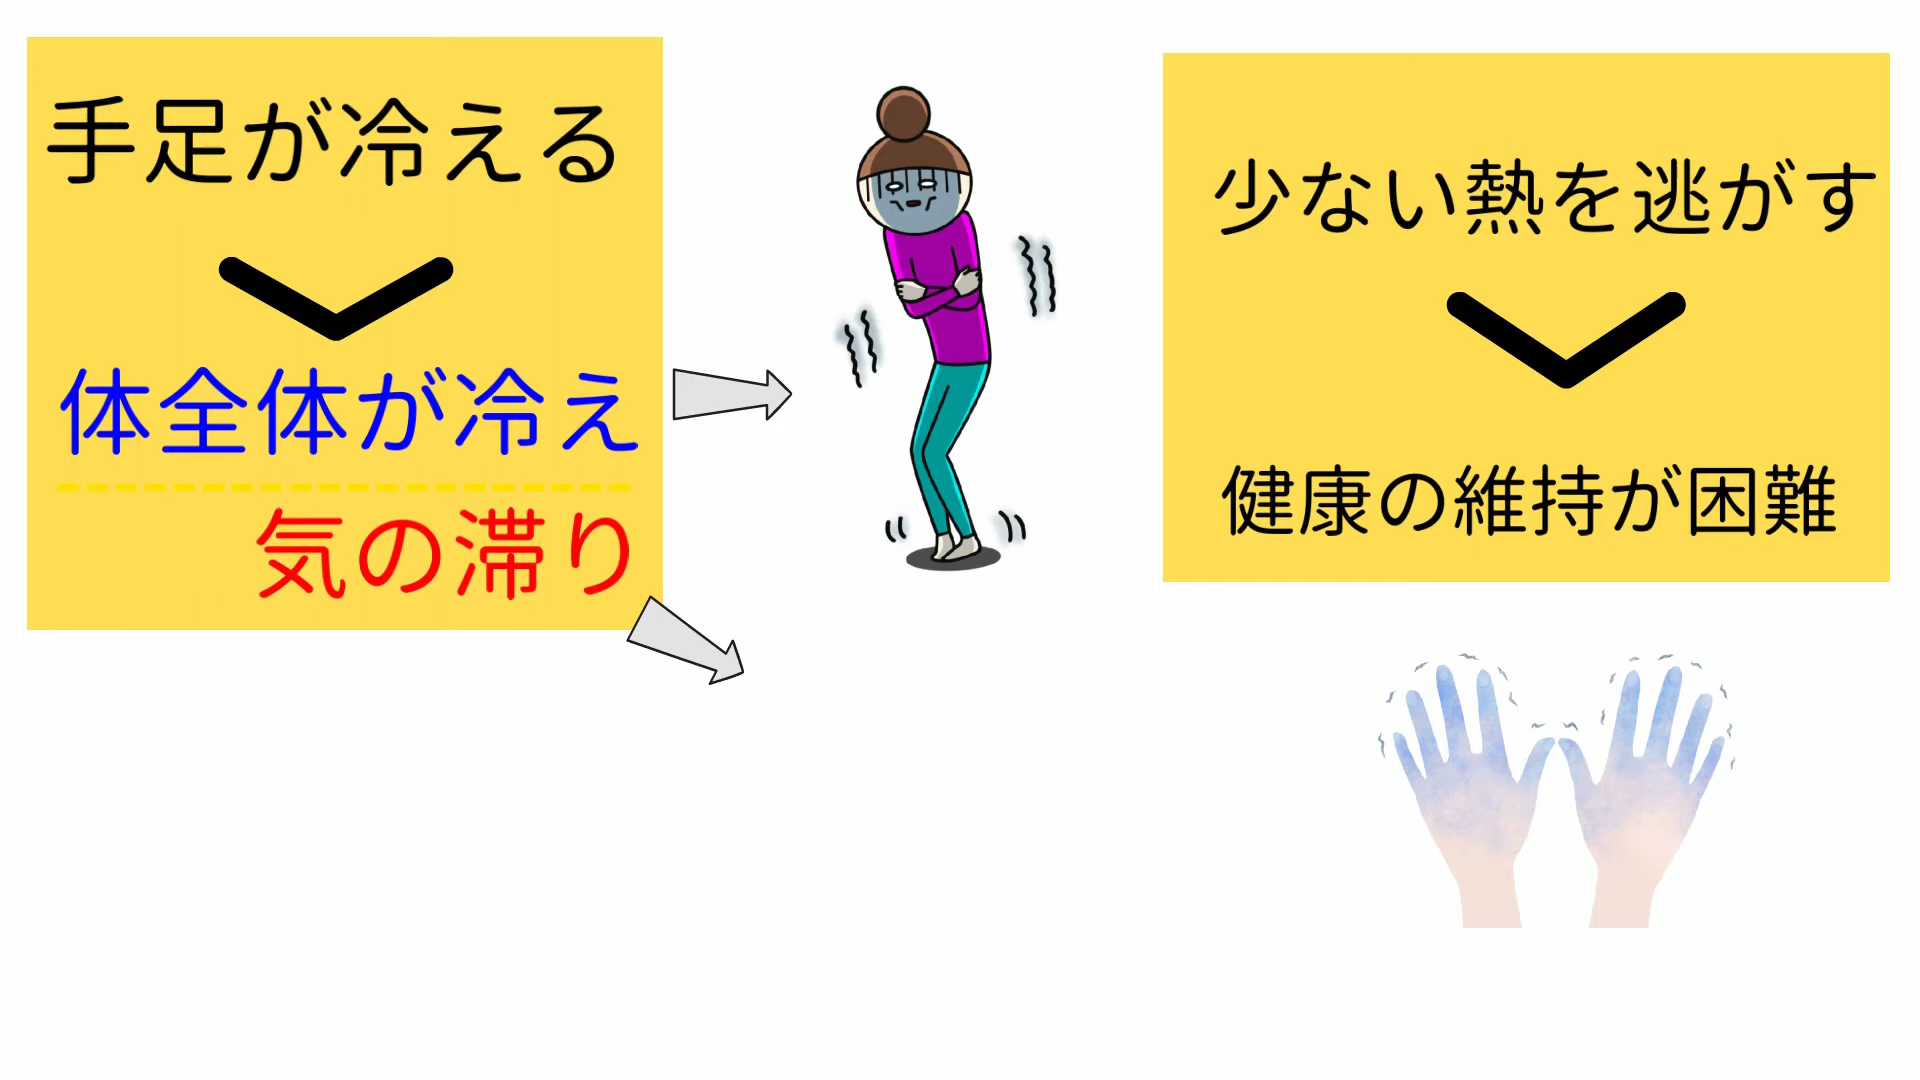 手足が冷える
体全体が冷え
気の滞り
少ない熱を逃がす
健康の維持が困難